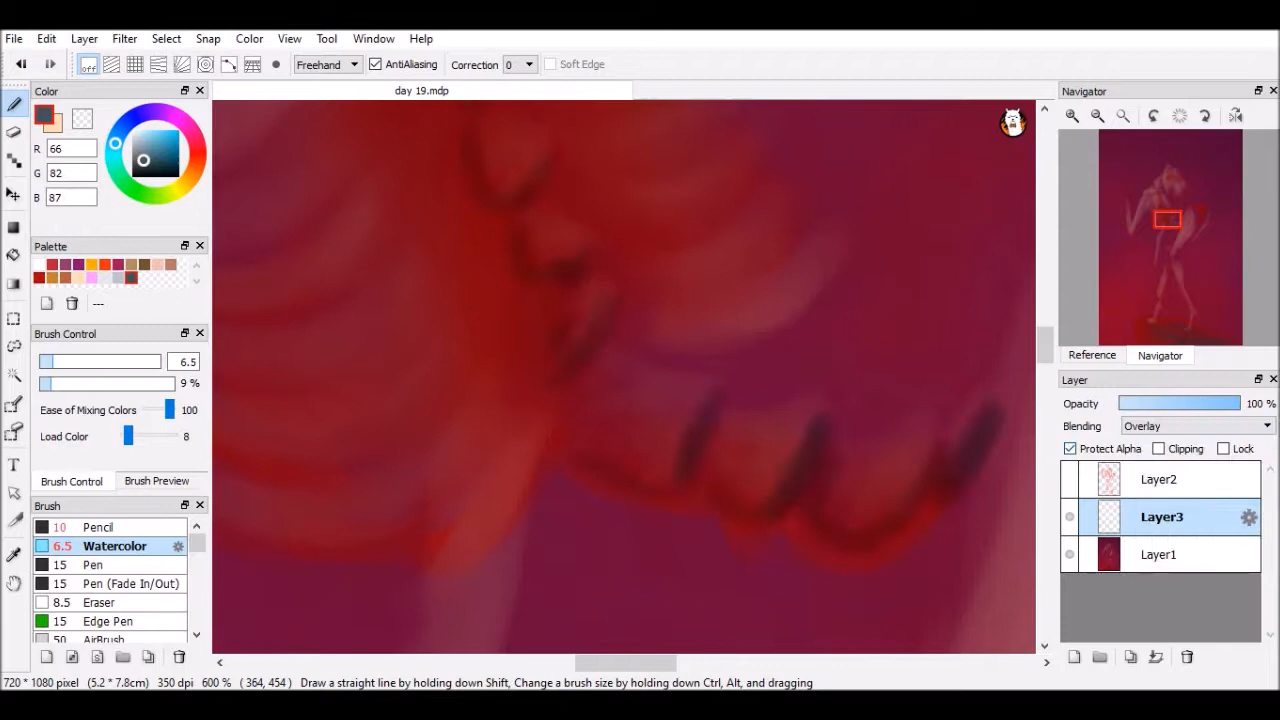 File Edit Layer Filter Select Snap Color View Tool Window Help
off Freehand AntiAliasing Correction 0 Soft Edge
Color
day 19.mdp
Navigator
R 66
G 82
B 87
Palette
---
Brush Control
6.5
9 %
Ease of Mixing Colors 100
Load Color 8
Brush Control Brush Preview
Brush
10 Pencil
6.5 Watercolor
15 Pen
15 Pen (Fade In/Out)
8.5 Eraser
15 Edge Pen
50 AirBrush
Reference Navigator
Layer
Opacity 100 %
Blending Overlay
Protect Alpha Clipping Lock
Layer2
Layer3
Layer1
720 * 1080 pixel (5.2 * 7.8cm) 350 dpi 600 % ( 364, 454 ) Draw a straight line by holding down Shift, Change a brush size by holding down Ctrl, Alt, and dragging